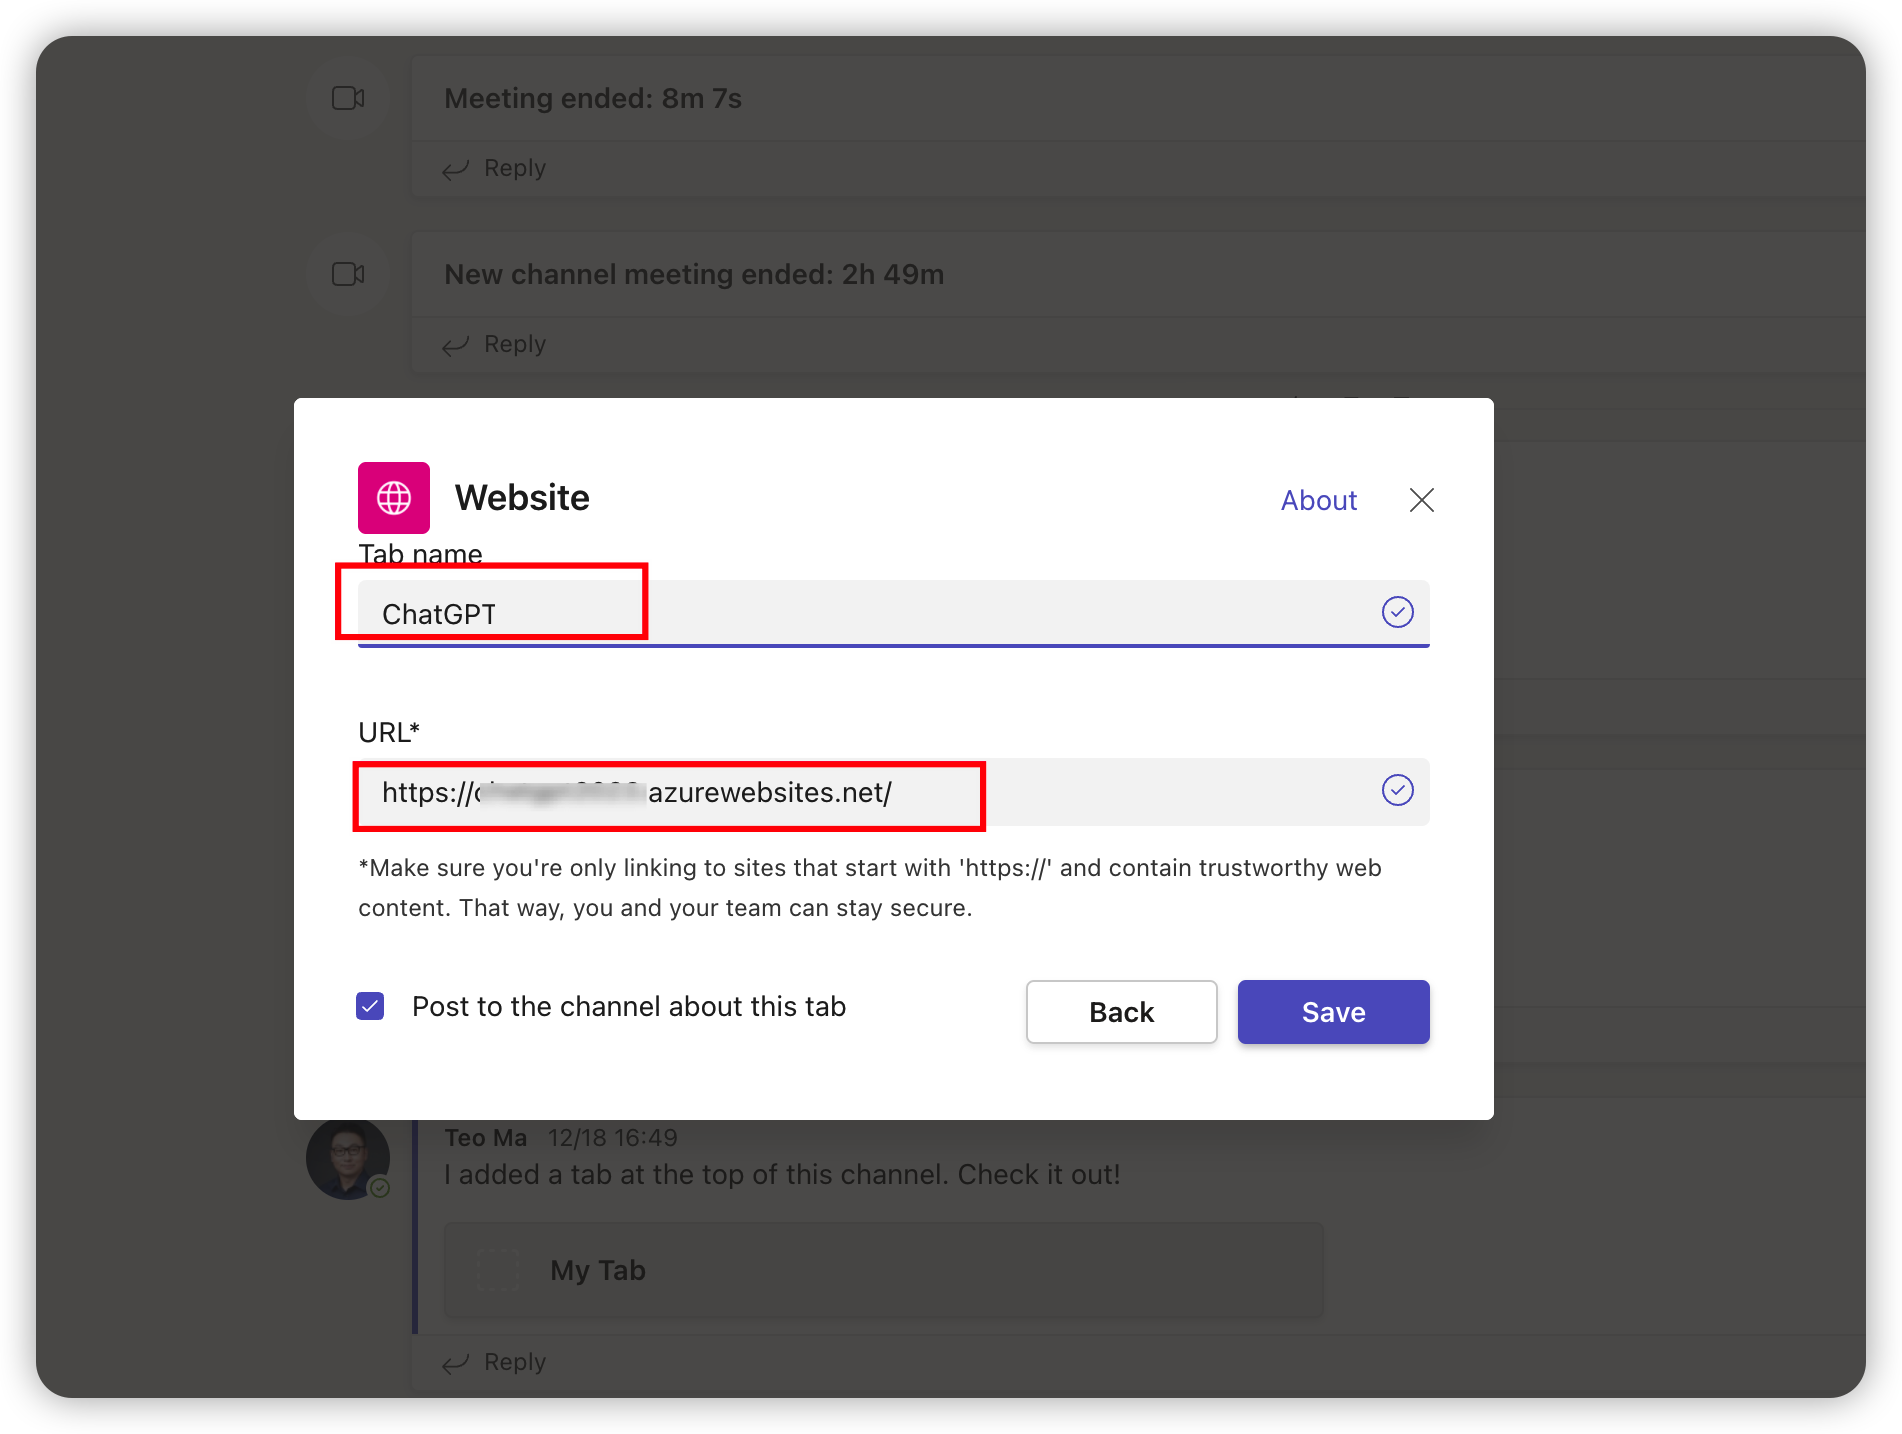 Meeting ended: 8m 7s
Reply
New channel meeting ended: 2h 49m
Reply
Website
About
Tab name
ChatGPT
URL*
https://
azurewebsites.net/
*Make sure you're only linking to sites that start with 'https://' and contain trustworthy web
content. That way, you and your team can stay secure.
Post to the channel about this tab
Back
Save
Teo Ma 12/18 16:49
I added a tab at the top of this channel. Check it out!
My Tab
Reply